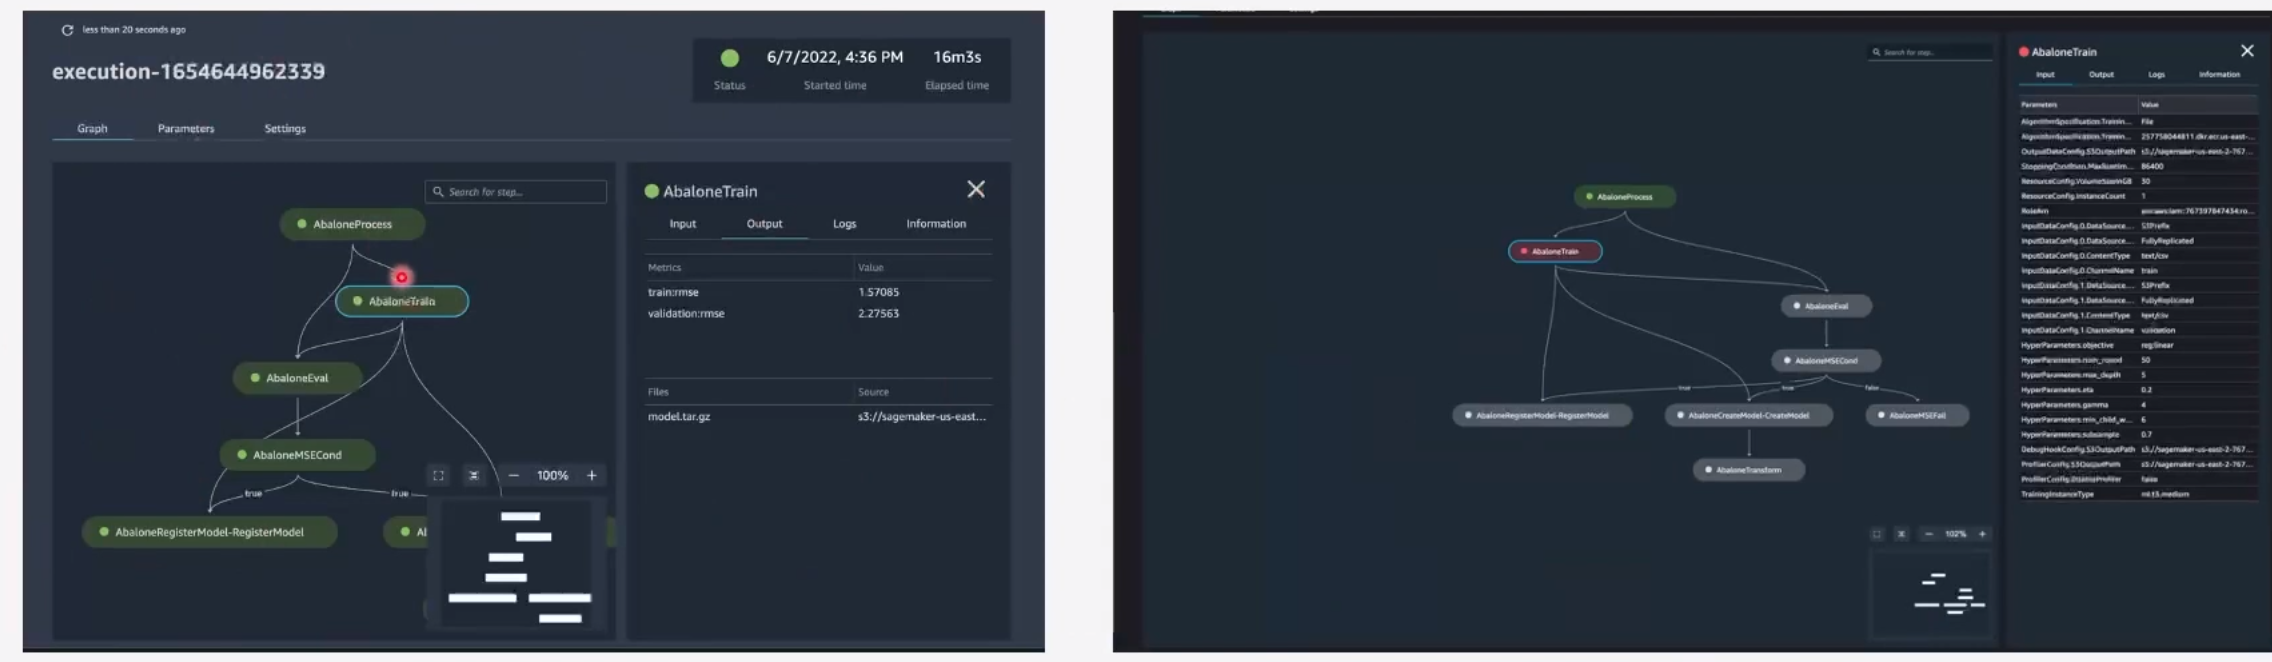 less than 20 seconds ago
execution-1654644962339
6/7/2022, 4:36 PM 16m3s
Status Started time Elapsed time
Graph Parameters Settings
Search for step...
AbaloneProcess
AbaloneTrain
AbaloneEval
AbaloneMSECond
true true
AbaloneRegisterModel-RegisterModel
100%
AbaloneTrain
Input Output Logs Information
Metrics Value
train:rmse 1.57085
validation:rmse 2.27563
Files Source
model.tar.gz s3://sagemaker-us-east...
Search for step...
AbaloneProcess
AbaloneTrain
AbaloneEval
AbaloneMSECond
true true false
AbaloneRegisterModel-RegisterModel AbaloneCreateModel-CreateModel AbaloneMSEFail
AbaloneTransform
102%
AbaloneTrain
Input Output Logs Information
Parameters Value
AlgorithmSpecification.Trainin... File
AlgorithmSpecification.Trainin... 257758044811.dkr.ecr.us-east-...
OutputDataConfig.S3OutputPath s3://sagemaker-us-east-2-767...
StoppingCondition.MaxRuntim... 86400
ResourceConfig.VolumeSizeInGB 30
ResourceConfig.InstanceCount 1
RoleArn arn:aws:iam::767397847434:ro...
InputDataConfig.0.DataSource.... S3Prefix
InputDataConfig.0.DataSource.... FullyReplicated
InputDataConfig.0.ContentType text/csv
InputDataConfig.0.ChannelName train
InputDataConfig.1.DataSource.... S3Prefix
InputDataConfig.1.DataSource.... FullyReplicated
InputDataConfig.1.ContentType text/csv
InputDataConfig.1.ChannelName validation
HyperParameters.objective reg:linear
HyperParameters.num_round 50
HyperParameters.max_depth 5
HyperParameters.eta 0.2
HyperParameters.gamma 4
HyperParameters.min_child_w... 6
HyperParameters.subsample 0.7
DebugHookConfig.S3OutputPath s3://sagemaker-us-east-2-767...
ProfilerConfig.S3OutputPath s3://sagemaker-us-east-2-767...
ProfilerConfig.DisableProfiler false
TrainingInstanceType ml.t3.medium